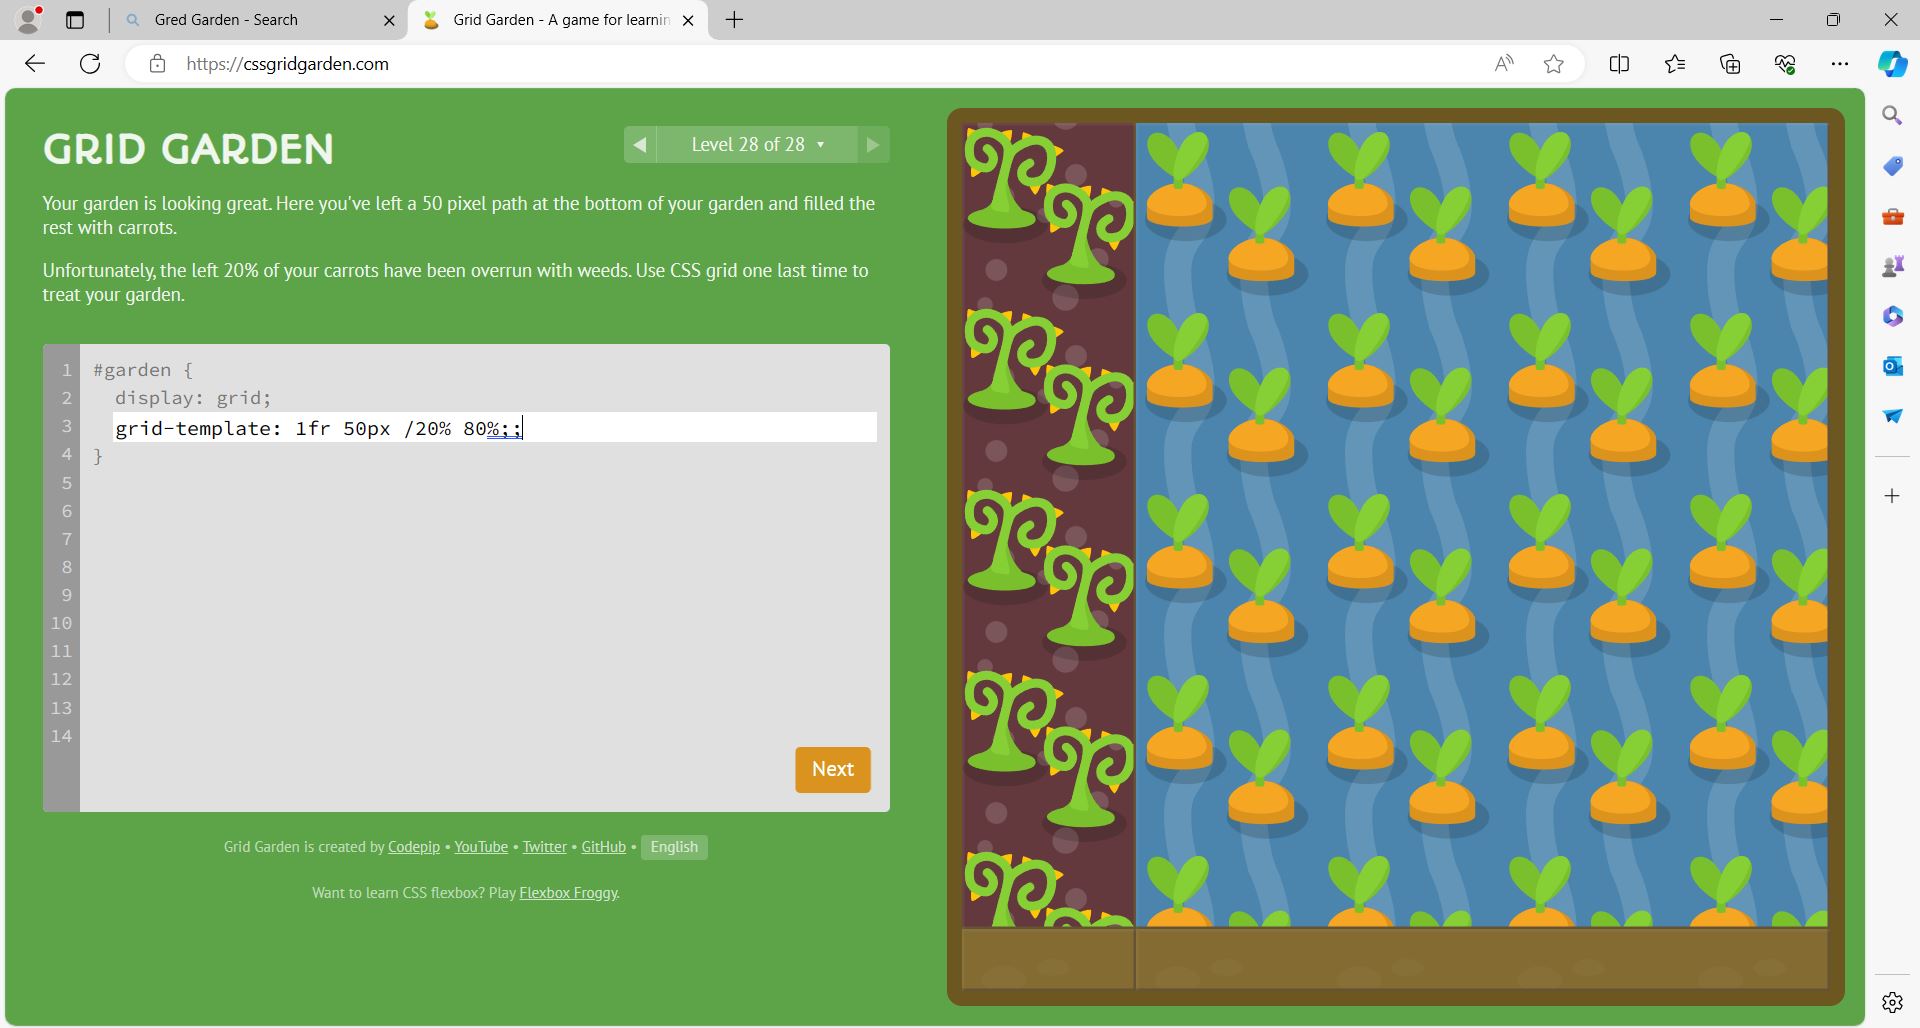 Gred Garden - Search
Grid Garden - A game for learnin
https://cssgridgarden.com
GRID GARDEN
Level 28 of 28
Your garden is looking great. Here you've left a 50 pixel path at the bottom of your garden and filled the
rest with carrots.
Unfortunately, the left 20% of your carrots have been overrun with weeds. Use CSS grid one last time to
treat your garden.
1 #garden {
2 display: grid;
3 grid-template: 1fr 50px /20% 80%;;
4 }
5
6
7
8
9
10
11
12
13
14
Next
Grid Garden is created by Codepip • YouTube • Twitter • GitHub • English
Want to learn CSS flexbox? Play Flexbox Froggy.